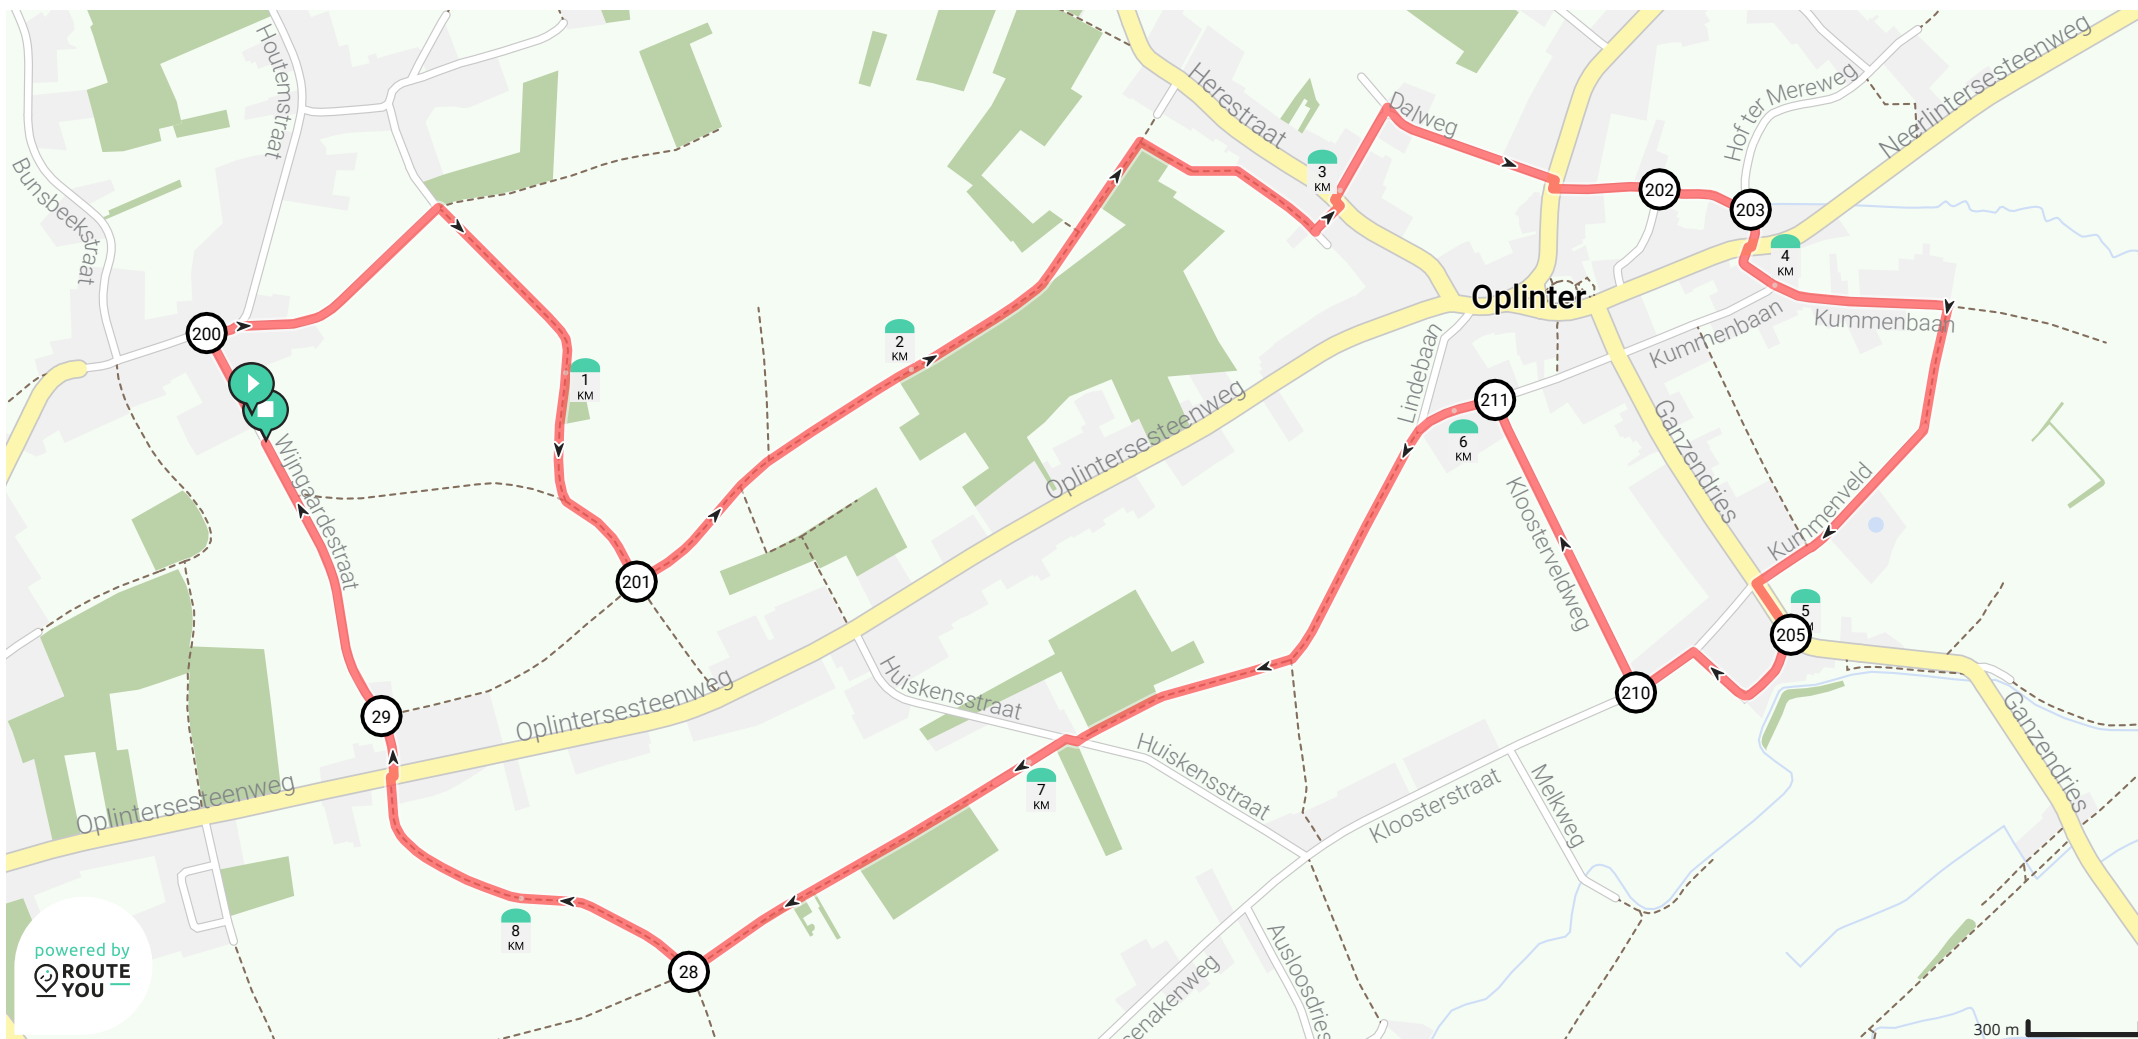 Houtemstraat
Bunsbeekstraat
Herestraat
Dalweg
Hof ter Mereweg
Neerlintersesteenweg
3
KM
202
203
4
KM
200
Oplinter
Kummenbaan
Kummenbaan
2
KM
1
KM
Lindebaan
211
6
KM
Oplintersesteenweg
Ganzendries
Wijngaardestraat
Kloosterveldweg
Kummenveld
201
5
205
29
210
Oplintersesteenweg
Huiskensstraat
Huiskensstraat
Ganzendries
Oplintersesteenweg
7
KM
Kloosterstraat
Melkweg
8
KM
28
Ausloosdries
senakenweg
powered by
ROUTE
YOU
300 m